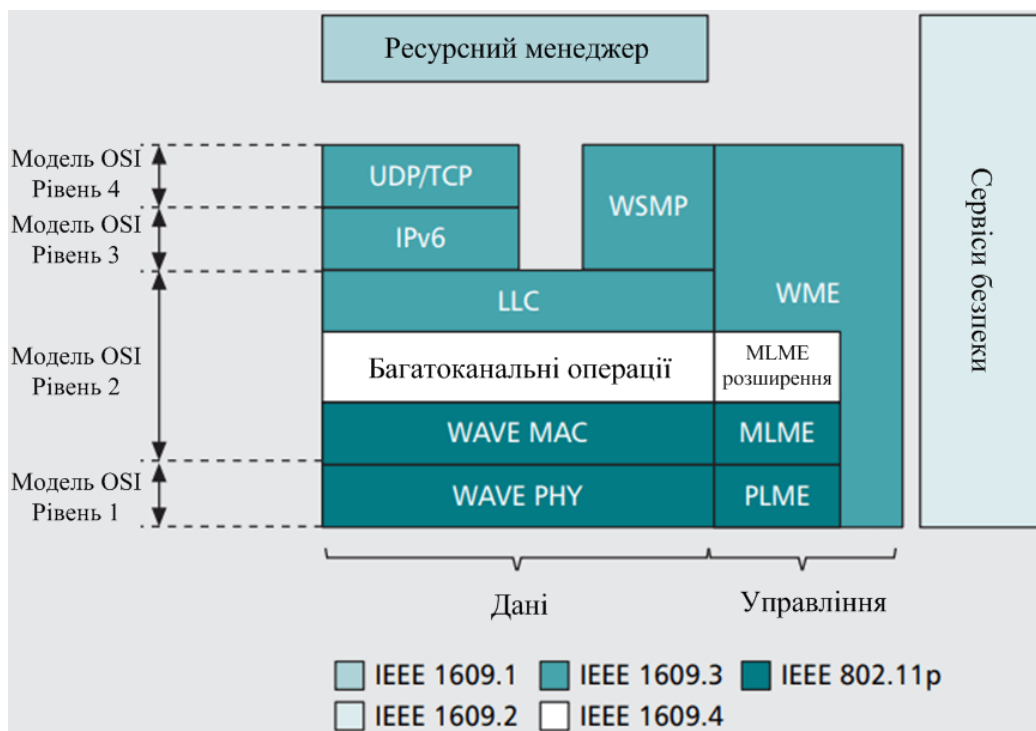 Ресурсний менеджер
Модель OSI
Рівень 4
UDP/TCP
WSMP
Модель OSI
Рівень 3
IPv6
WME
LLC
Модель OSI
Рівень 2
Багатоканальні операції
MLME
розширення
WAVE MAC
MLME
Модель OSI
Рівень 1
WAVE PHY
PLME
Сервіси безпеки
Дані
Управління
IEEE 1609.1
IEEE 1609.3
IEEE 802.11p
IEEE 1609.2
IEEE 1609.4